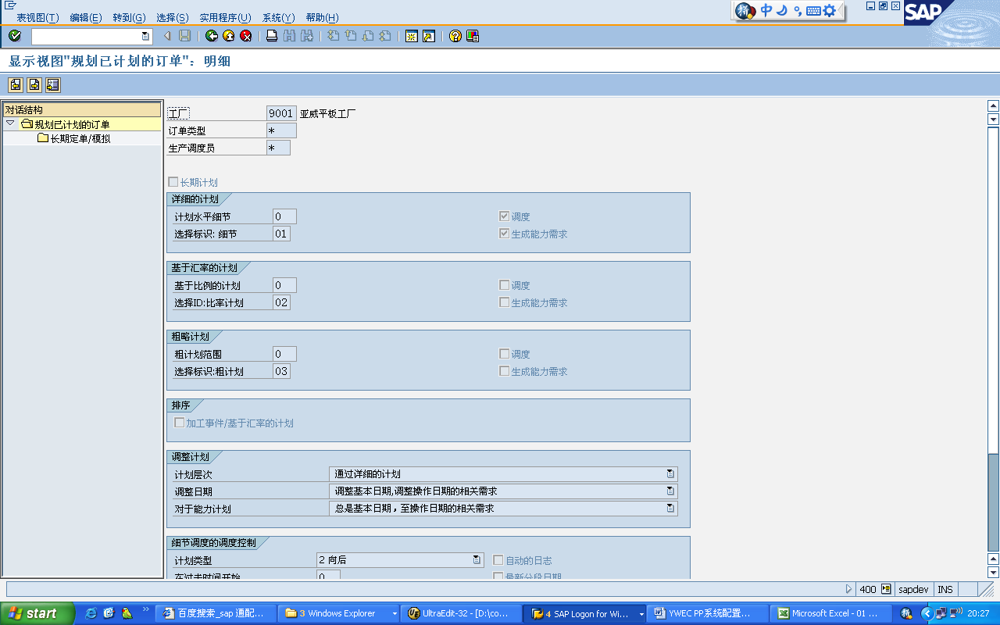 表视图(T) 编辑(E) 转到(G) 选择(S) 实用程序(U) 系统(Y) 帮助(H)
中
SAP
显示视图"规划已计划的订单": 明细
对话结构
规划已计划的订单
长期定单/模拟
工厂 9001 亚威平板工厂
订单类型 *
生产调度员 *
长期计划
详细的计划
计划水平细节 0 调度
选择标识: 细节 01 生成能力需求
基于汇率的计划
基于比例的计划 0 调度
选择ID:比率计划 02 生成能力需求
粗略计划
粗计划范围 0 调度
选择标识:粗计划 03 生成能力需求
排序
加工事件/基于汇率的计划
调整计划
计划层次 通过详细的计划
调整日期 调整基本日期,调整操作日期的相关需求
对于能力计划 总是基本日期，至操作日期的相关需求
细节调度的调度控制
计划类型 2 向后 自动的日志
在过去时间开始 0 最新分段日期
400 sapdev INS
start 百度搜索_sap 通配... 3 Windows Explorer UltraEdit-32 - [D:\co... 4 SAP Logon for Wi... YWEC PP系统配置... Microsoft Excel - 01 ... 20:27